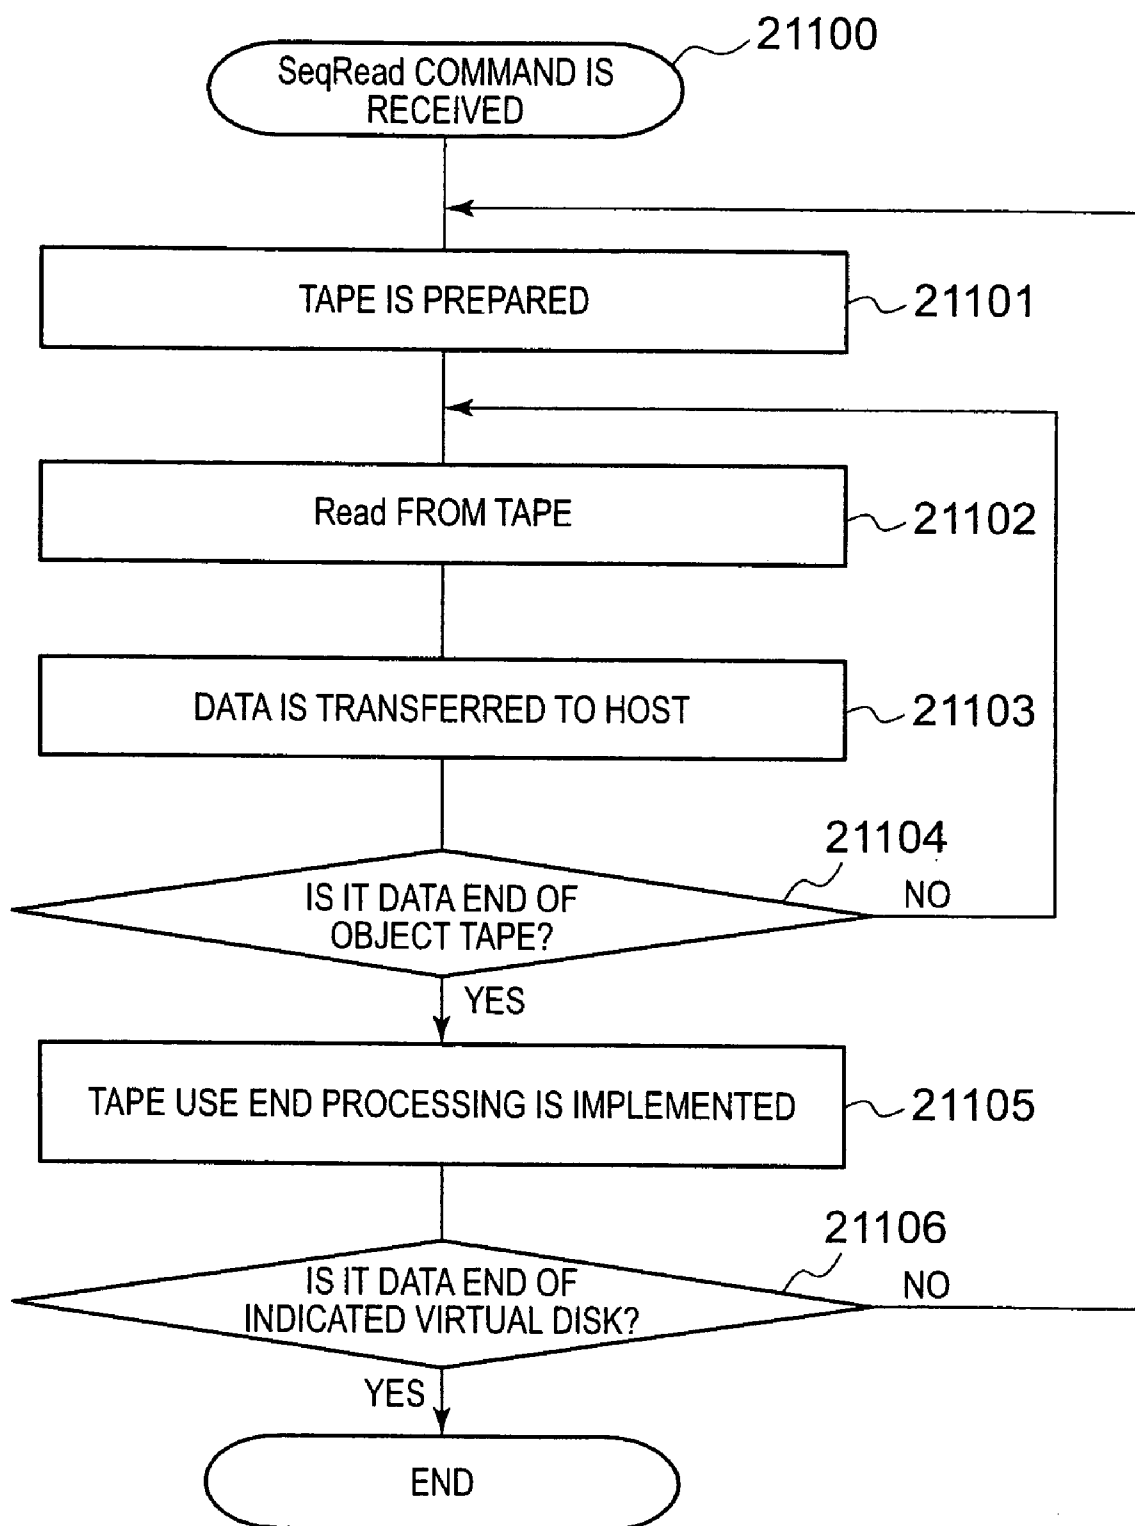 21100
SeqRead COMMAND IS
RECEIVED
TAPE IS PREPARED
21101
Read FROM TAPE
21102
DATA IS TRANSFERRED TO HOST
21103
21104
IS IT DATA END OF
OBJECT TAPE?
NO
YES
TAPE USE END PROCESSING IS IMPLEMENTED
21105
21106
IS IT DATA END OF
INDICATED VIRTUAL DISK?
NO
YES
END